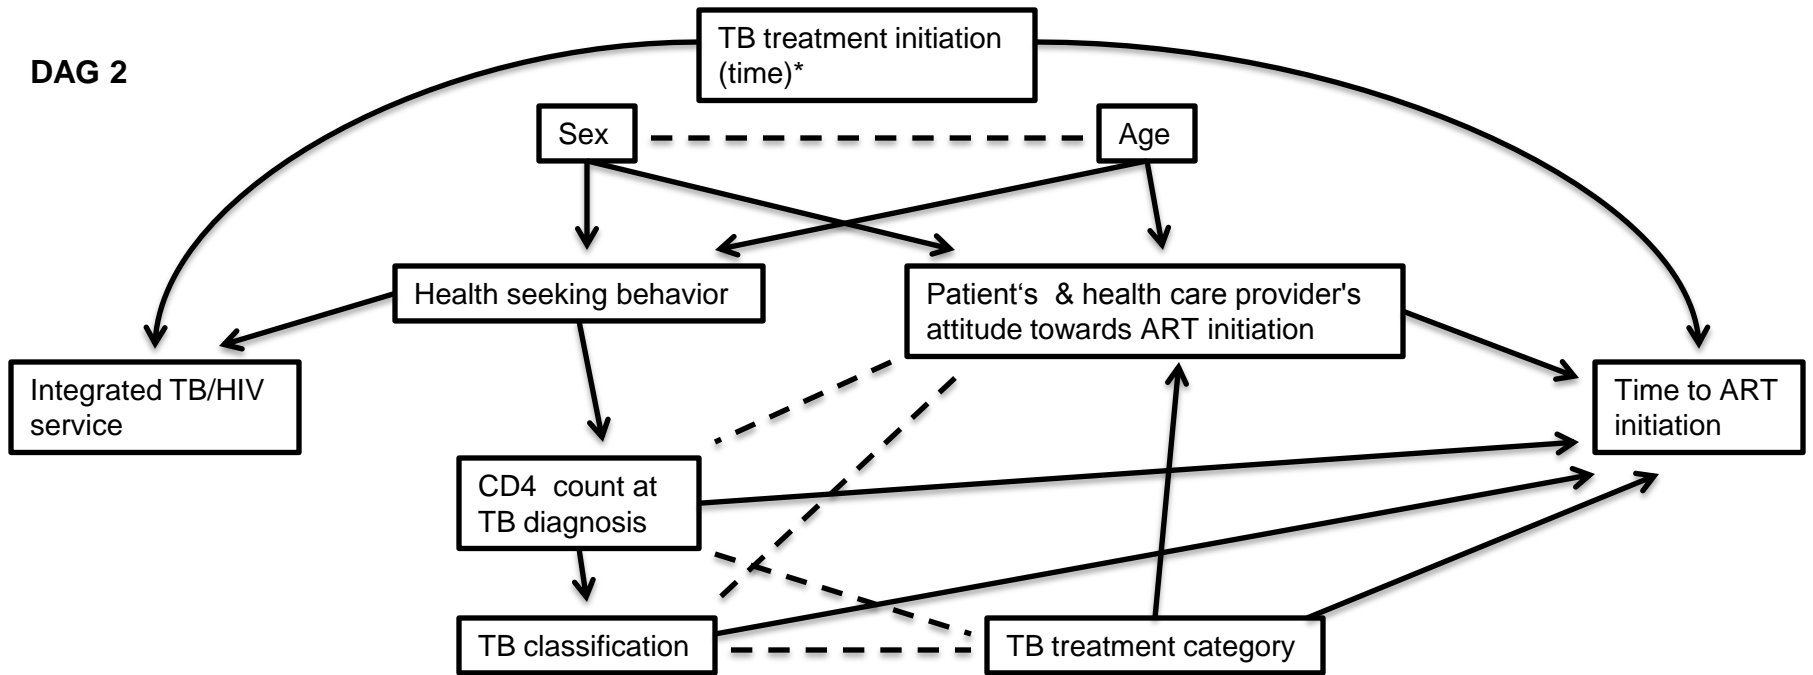 DAG 2
TB treatment initiation
(time)*
Sex
Age
Health seeking behavior
Patient‘s & health care provider's
attitude towards ART initiation
Integrated TB/HIV
service
Time to ART
initiation
CD4 count at
TB diagnosis
TB classification
TB treatment category